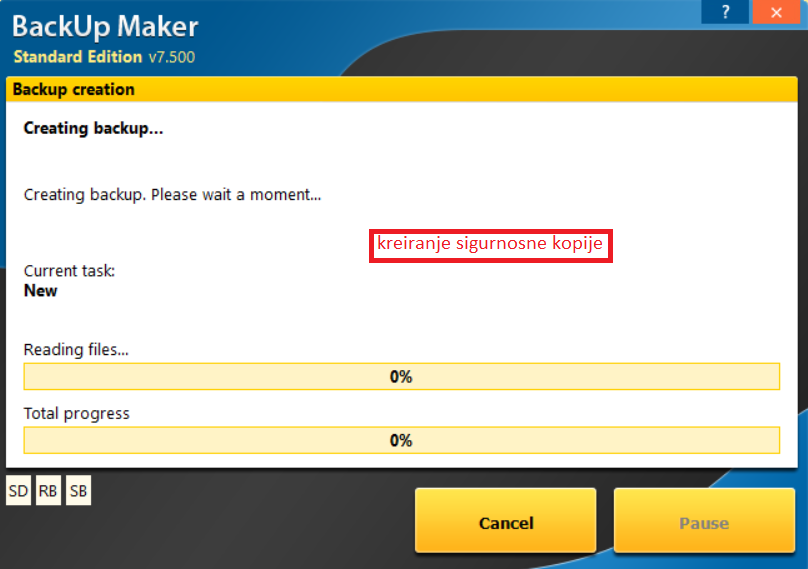 BackUp Maker
? ×
Standard Edition v7.500
Backup creation
Creating backup...
Creating backup. Please wait a moment...
kreiranje sigurnosne kopije
Current task:
New
Reading files...
0%
Total progress
0%
SD RB SB
Cancel
Pause